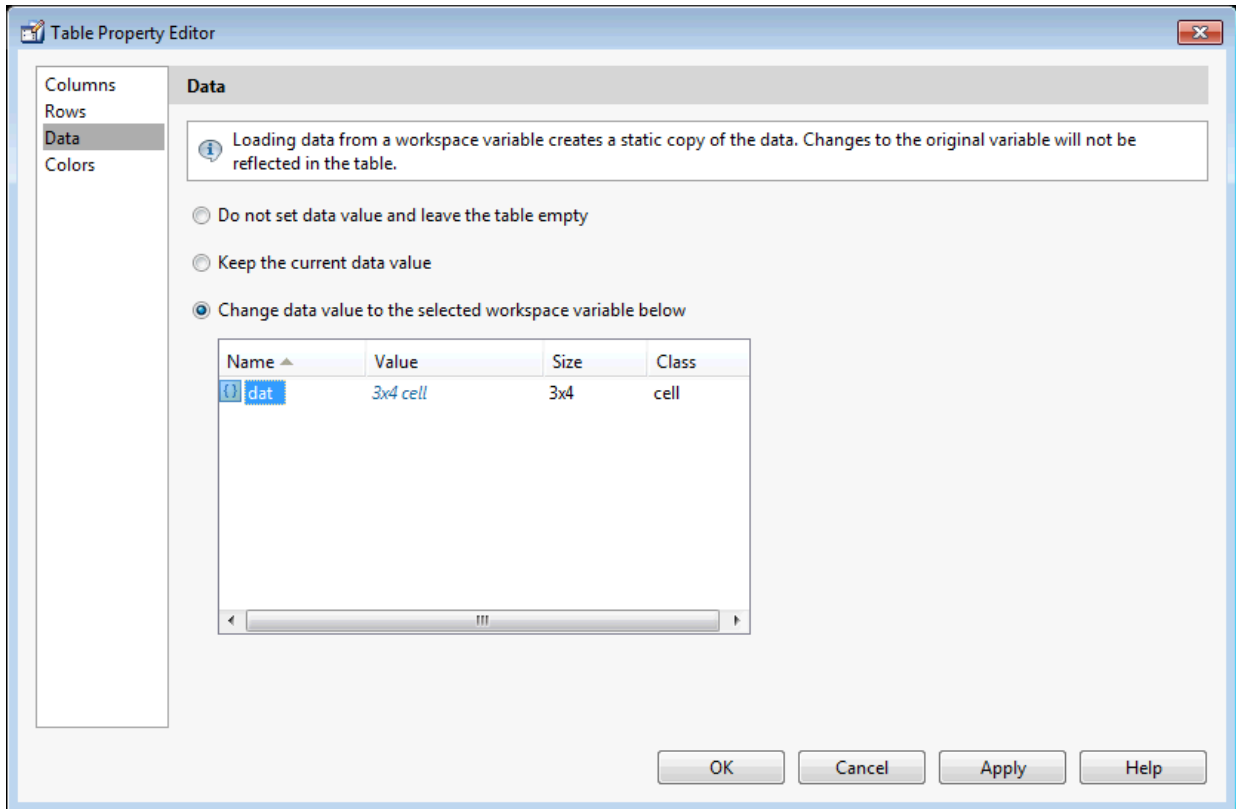 Table Property Editor
Columns
Rows
Data
Colors
Data
Loading data from a workspace variable creates a static copy of the data. Changes to the original variable will not be
reflected in the table.
Do not set data value and leave the table empty
Keep the current data value
Change data value to the selected workspace variable below
Name Value Size Class
{} dat 3x4 cell 3x4 cell
OK Cancel Apply Help